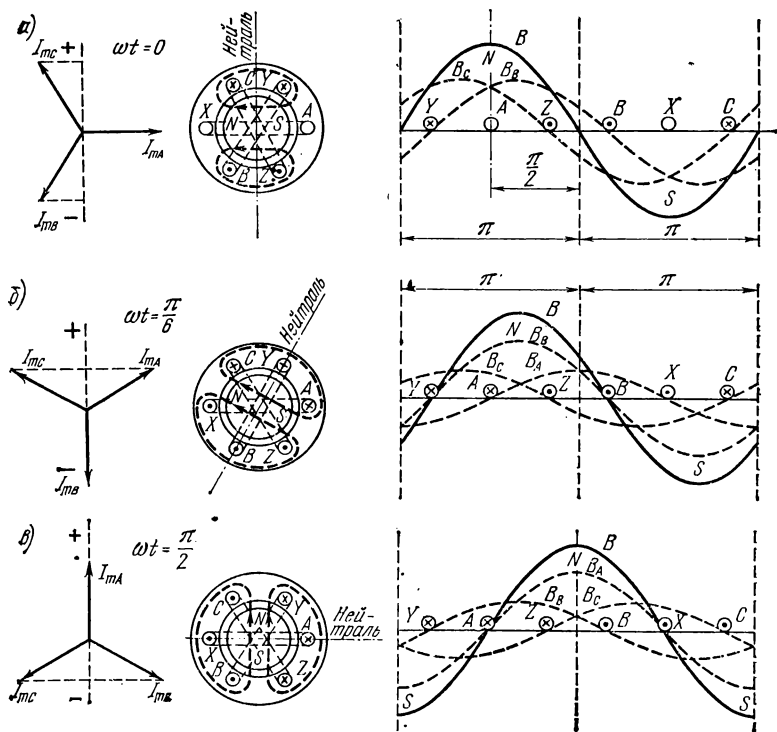 а)
I_mC
+
ωt=0
I_mA
I_mB
−
Нейтраль
C Y
X N S A
B Z
B
N
B_C B_B
Y A Z B X C
π/2
S
π π
б)
+
ωt=π/6
I_mC I_mA
−
I_mB
Нейтраль
C Y
N A
X S
B Z
π π
B
N B_B
B_C B_A
Y A Z B X C
S
в)
+
ωt=π/2
I_mA
I_mC I_mB
−
C Y
N A
X S
B Z
Нейтраль
B
N B_A
B_B B_C
Y A Z B X C
S S